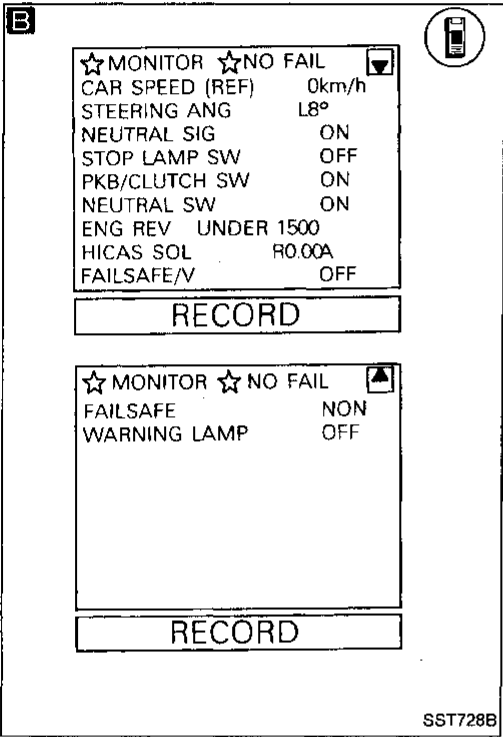 B
☆MONITOR ☆NO FAIL
CAR SPEED (REF) 0km/h
STEERING ANG L8°
NEUTRAL SIG ON
STOP LAMP SW OFF
PKB/CLUTCH SW ON
NEUTRAL SW ON
ENG REV UNDER 1500
HICAS SOL R0.00A
FAILSAFE/V OFF
RECORD
☆ MONITOR ☆ NO FAIL
FAILSAFE NON
WARNING LAMP OFF
RECORD
SST728B